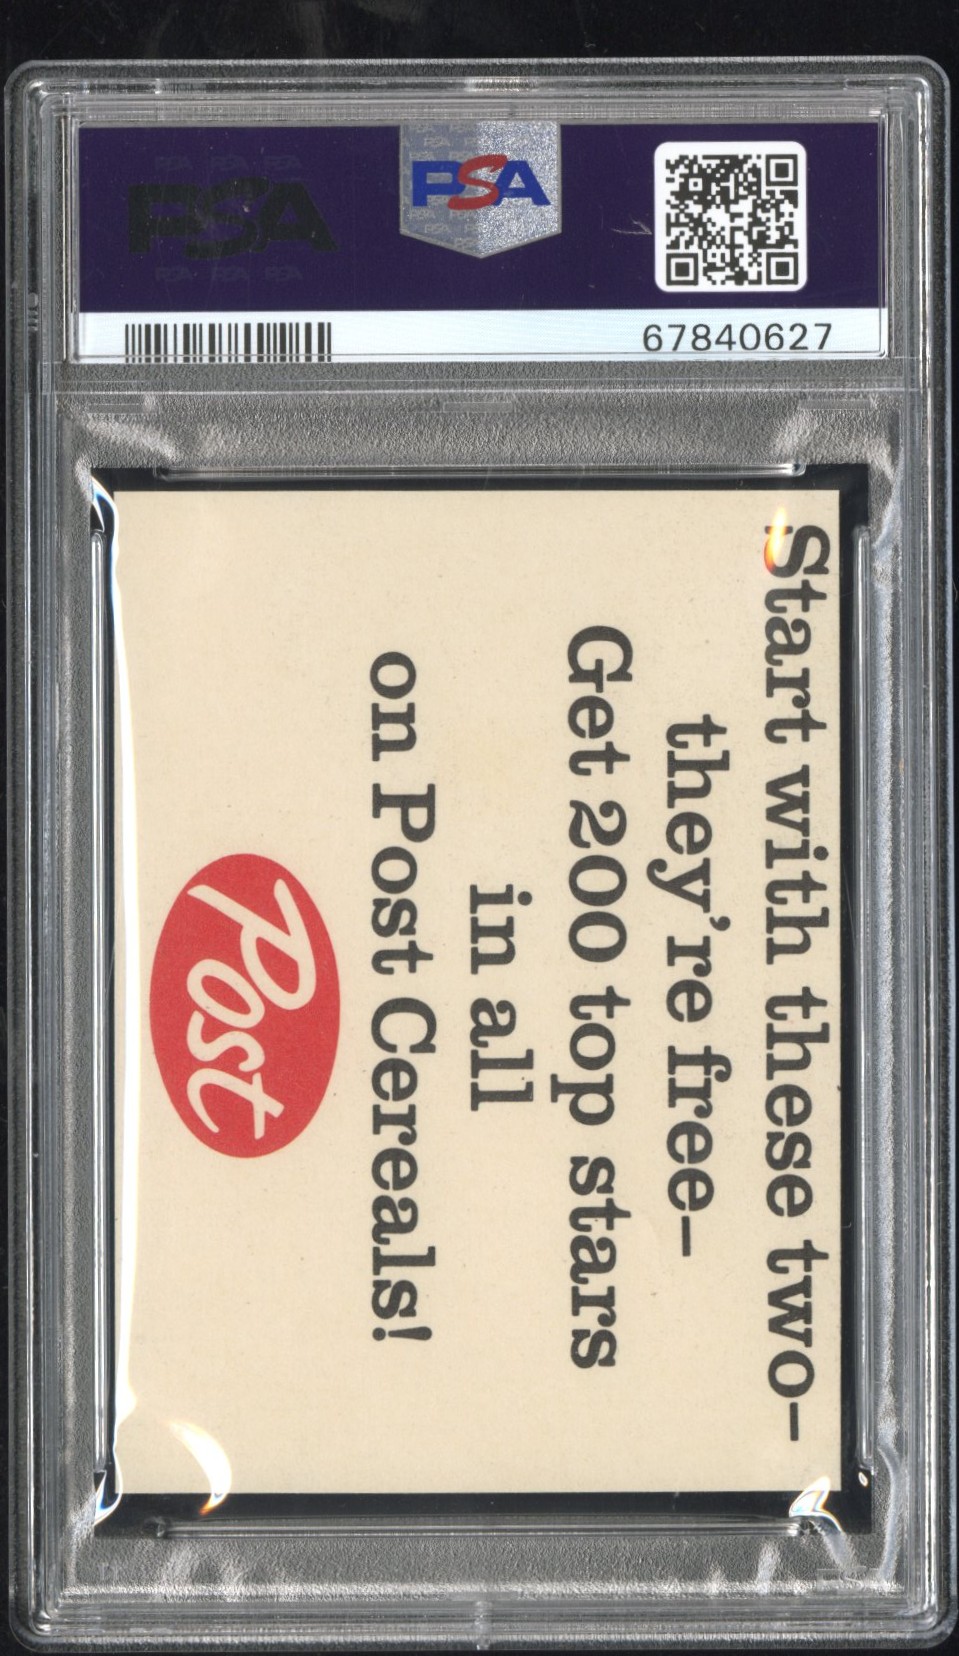 PSA
PSA
67840627
Start with these two–
they're free–
Get 200 top stars
in all
on Post Cereals!
Post